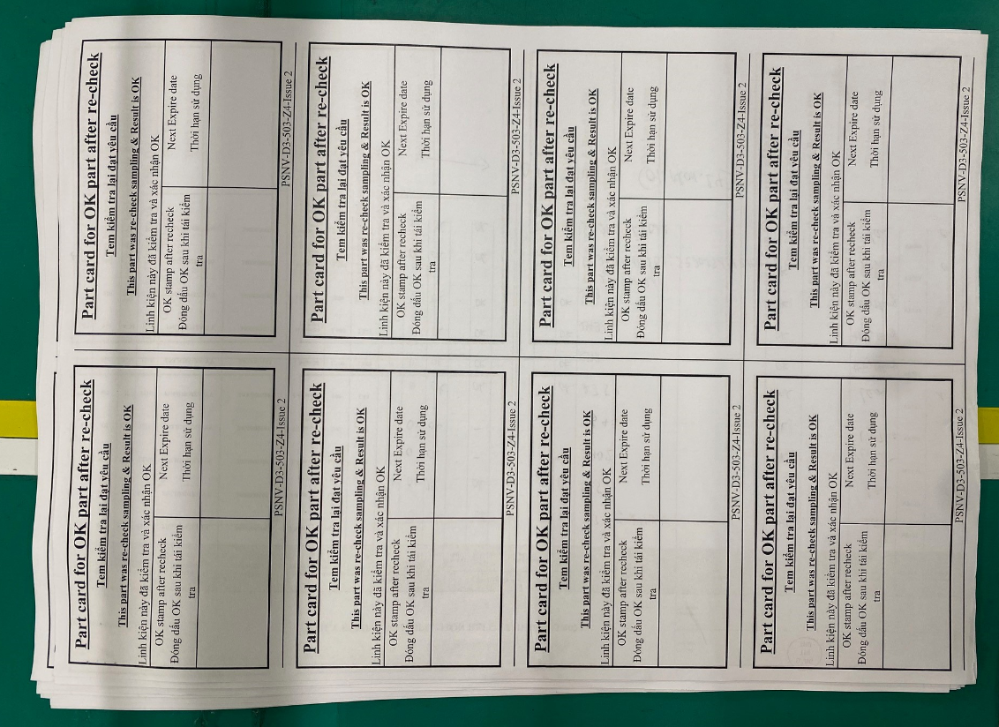 Part card for OK part after re-check
Tem kiểm tra lại đạt yêu cầu
This part was re-check sampling & Result is OK
Linh kiện này đã kiểm tra và xác nhận OK
OK stamp after recheck
Đóng dấu OK sau khi tái kiểm
tra
Next Expire date
Thời hạn sử dụng
PSNV-D3-503-Z4-Issue 2
Part card for OK part after re-check
Tem kiểm tra lại đạt yêu cầu
This part was re-check sampling & Result is OK
Linh kiện này đã kiểm tra và xác nhận OK
OK stamp after recheck
Đóng dấu OK sau khi tái kiểm
tra
Next Expire date
Thời hạn sử dụng
PSNV-D3-503-Z4-Issue 2
Part card for OK part after re-check
Tem kiểm tra lại đạt yêu cầu
This part was re-check sampling & Result is OK
Linh kiện này đã kiểm tra và xác nhận OK
OK stamp after recheck
Đóng dấu OK sau khi tái kiểm
tra
Next Expire date
Thời hạn sử dụng
PSNV-D3-503-Z4-Issue 2
Part card for OK part after re-check
Tem kiểm tra lại đạt yêu cầu
This part was re-check sampling & Result is OK
Linh kiện này đã kiểm tra và xác nhận OK
OK stamp after recheck
Đóng dấu OK sau khi tái kiểm
tra
Next Expire date
Thời hạn sử dụng
PSNV-D3-503-Z4-Issue 2
Part card for OK part after re-check
Tem kiểm tra lại đạt yêu cầu
This part was re-check sampling & Result is OK
Linh kiện này đã kiểm tra và xác nhận OK
OK stamp after recheck
Đóng dấu OK sau khi tái kiểm
tra
Next Expire date
Thời hạn sử dụng
PSNV-D3-503-Z4-Issue 2
Part card for OK part after re-check
Tem kiểm tra lại đạt yêu cầu
This part was re-check sampling & Result is OK
Linh kiện này đã kiểm tra và xác nhận OK
OK stamp after recheck
Đóng dấu OK sau khi tái kiểm
tra
Next Expire date
Thời hạn sử dụng
PSNV-D3-503-Z4-Issue 2
Part card for OK part after re-check
Tem kiểm tra lại đạt yêu cầu
This part was re-check sampling & Result is OK
Linh kiện này đã kiểm tra và xác nhận OK
OK stamp after recheck
Đóng dấu OK sau khi tái kiểm
tra
Next Expire date
Thời hạn sử dụng
PSNV-D3-503-Z4-Issue 2
Part card for OK part after re-check
Tem kiểm tra lại đạt yêu cầu
This part was re-check sampling & Result is OK
Linh kiện này đã kiểm tra và xác nhận OK
OK stamp after recheck
Đóng dấu OK sau khi tái kiểm
tra
Next Expire date
Thời hạn sử dụng
PSNV-D3-503-Z4-Issue 2